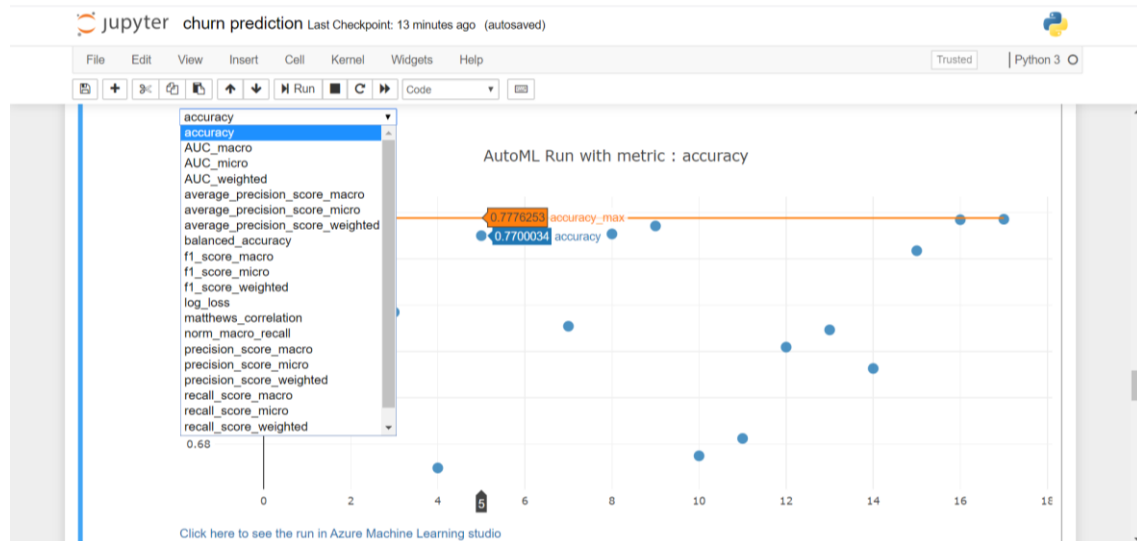 jupyter churn prediction Last Checkpoint: 13 minutes ago (autosaved)
File Edit View Insert Cell Kernel Widgets Help Trusted Python 3
Run Code
accuracy
accuracy
AUC_macro
AUC_micro
AUC_weighted
average_precision_score_macro
average_precision_score_micro
average_precision_score_weighted
balanced_accuracy
f1_score_macro
f1_score_micro
f1_score_weighted
log_loss
matthews_correlation
norm_macro_recall
precision_score_macro
precision_score_micro
precision_score_weighted
recall_score_macro
recall_score_micro
recall_score_weighted
AutoML Run with metric : accuracy
0.7776253 accuracy_max
0.7700034 accuracy
0.68
0 2 4 5 6 8 10 12 14 16 18
Click here to see the run in Azure Machine Learning studio